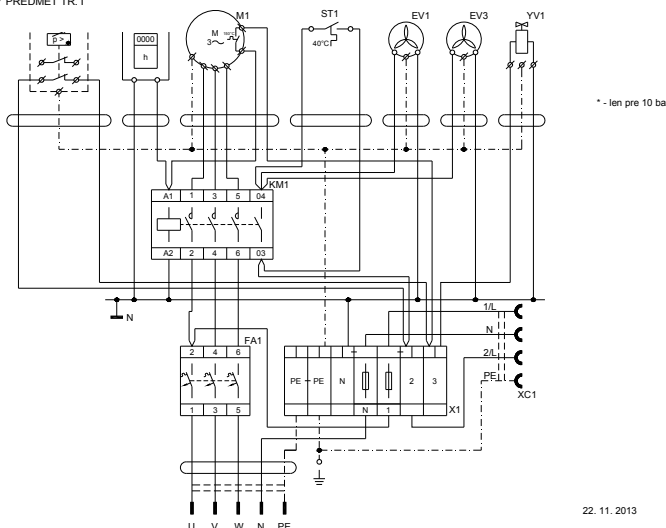 PREDMET TR.1
M1
ST1
EV1
EV3
YV1
p >
0000
h
M
3~
160°C
40°C
* - len pre 10 ba
KM1
A1 1 3 5 04
A2 2 4 6 03
N
FA1
2 4 6
1 3 5
PE PE N 2 3
N 1
X1
1/L
N
2/L
PE
XC1
U V W N PE
22. 11. 2013